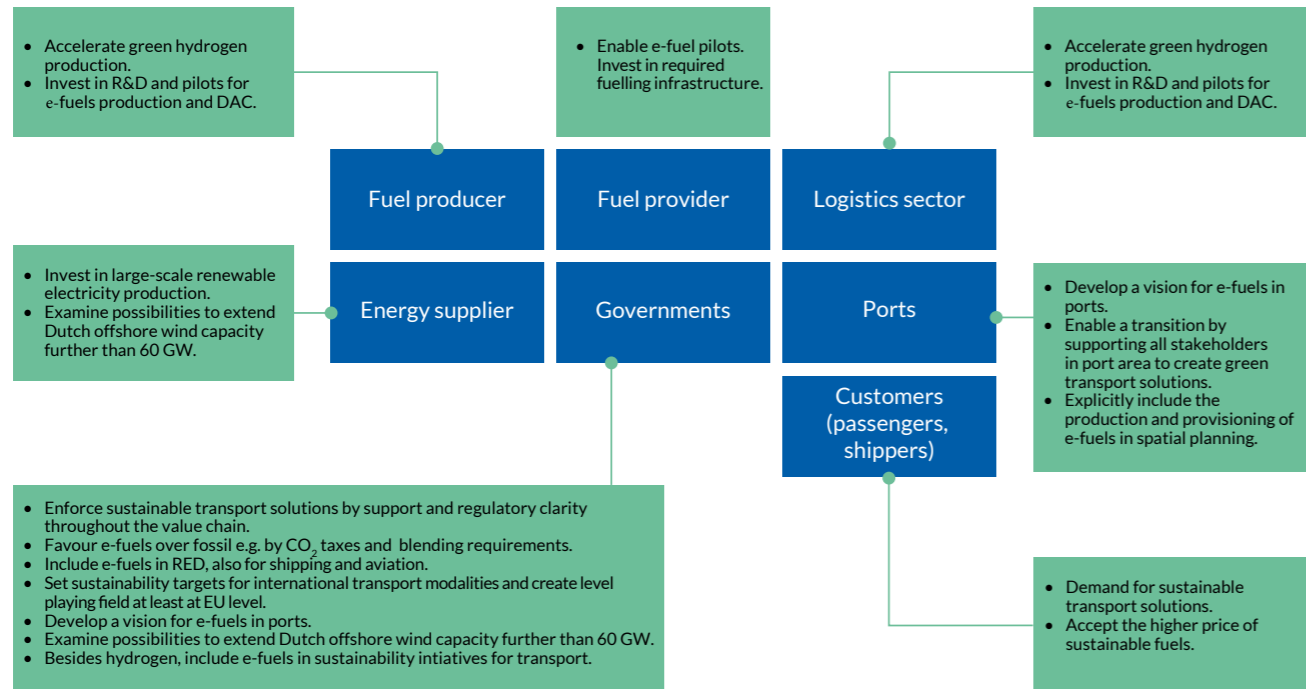 • Accelerate green hydrogen
production.
• Invest in R&D and pilots for
e-fuels production and DAC.
• Enable e-fuel pilots.
Invest in required
fuelling infrastructure.
• Accelerate green hydrogen
production.
• Invest in R&D and pilots for
e-fuels production and DAC.
Fuel producer
Fuel provider
Logistics sector
• Invest in large-scale renewable
electricity production.
• Examine possibilities to extend
Dutch offshore wind capacity
further than 60 GW.
Energy supplier
Governments
Ports
• Develop a vision for e-fuels in
ports.
• Enable a transition by
supporting all stakeholders
in port area to create green
transport solutions.
• Explicitly include the
production and provisioning of
e-fuels in spatial planning.
Customers
(passengers,
shippers)
• Enforce sustainable transport solutions by support and regulatory clarity
throughout the value chain.
• Favour e-fuels over fossil e.g. by CO₂ taxes and blending requirements.
• Include e-fuels in RED, also for shipping and aviation.
• Set sustainability targets for international transport modalities and create level
playing field at least at EU level.
• Develop a vision for e-fuels in ports.
• Examine possibilities to extend Dutch offshore wind capacity further than 60 GW.
• Besides hydrogen, include e-fuels in sustainability intiatives for transport.
• Demand for sustainable
transport solutions.
• Accept the higher price of
sustainable fuels.